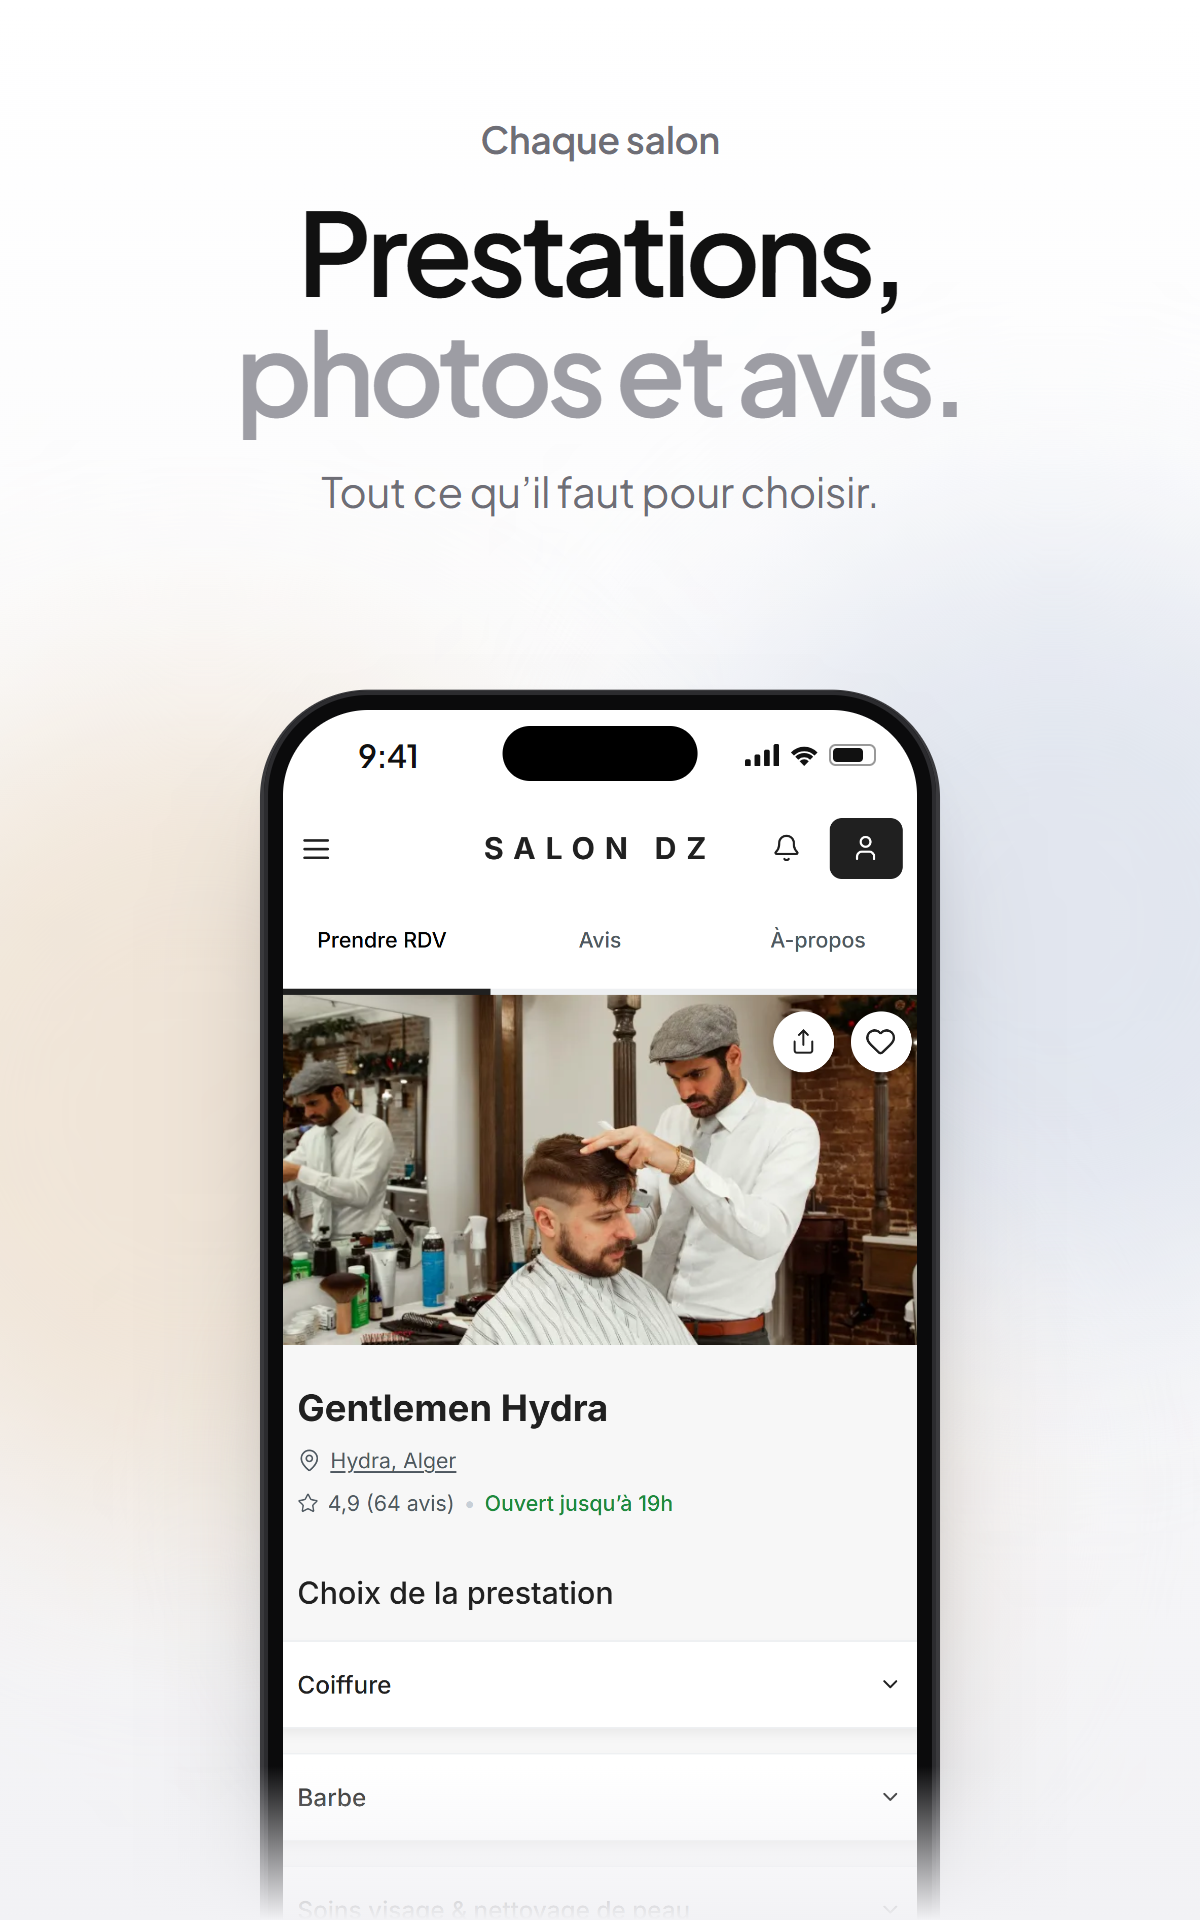 Chaque salon
Prestations,
photos et avis.
Tout ce qu’il faut pour choisir.
9:41
SALON DZ
Prendre RDV
Avis
À-propos
Gentlemen Hydra
Hydra, Alger
4,9 (64 avis) • Ouvert jusqu’à 19h
Choix de la prestation
Coiffure
Barbe
Soins visage & nettoyage de peau